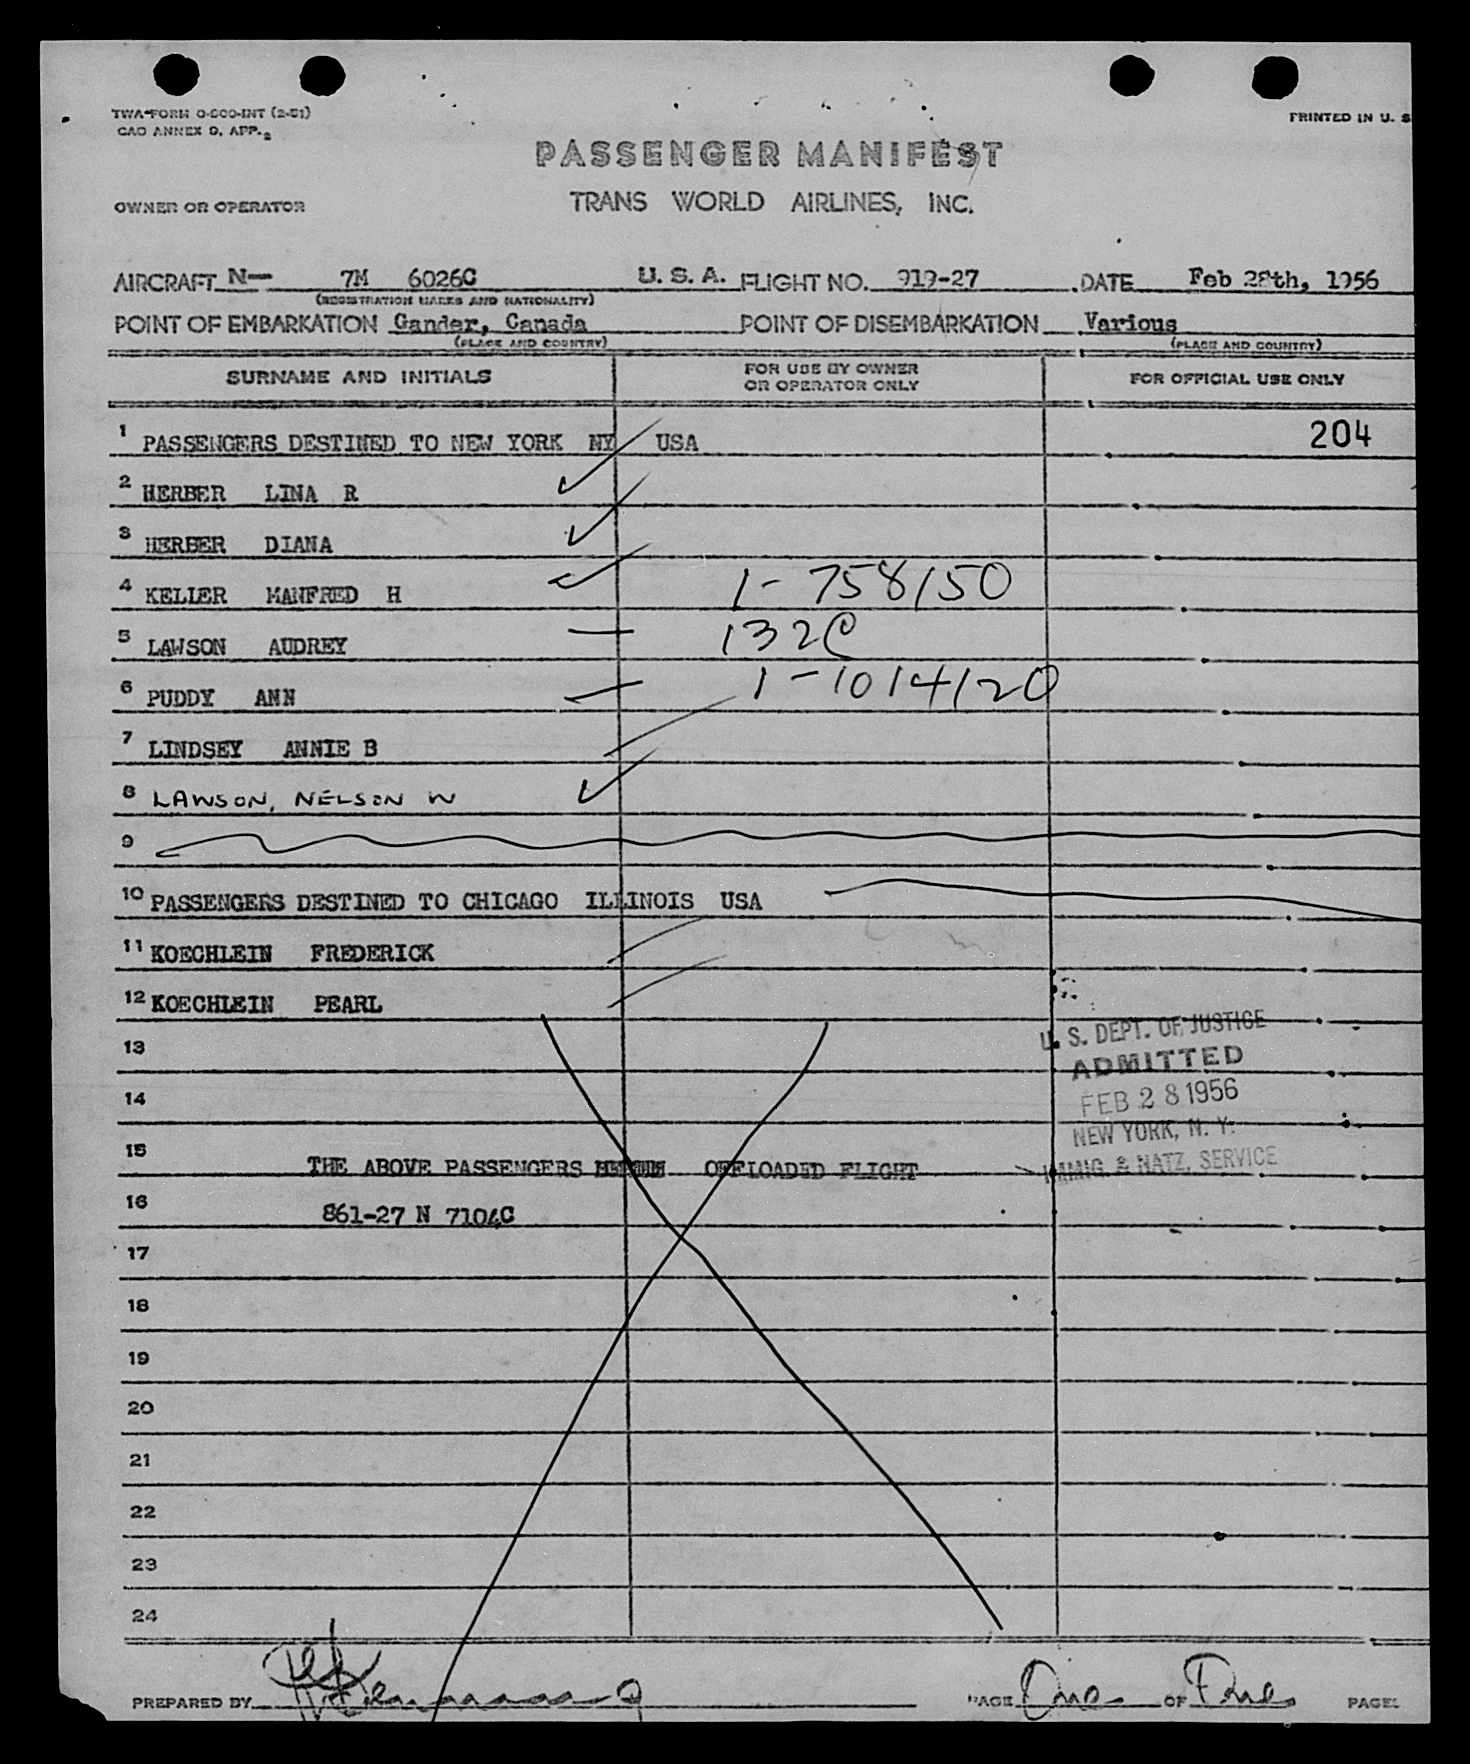 TWA-FORM O-500-INT (2-51)
CAO ANNEX 9, APP. 2
PRINTED IN U. S
PASSENGER MANIFEST
OWNER OR OPERATOR
TRANS WORLD AIRLINES, INC.
AIRCRAFT N— 7M 6026C U. S. A. FLIGHT NO. 919-27 DATE Feb 28th, 1956
(REGISTRATION MARKS AND NATIONALITY)
POINT OF EMBARKATION Gander, Canada POINT OF DISEMBARKATION Various
(PLACE AND COUNTRY) (PLACE AND COUNTRY)
SURNAME AND INITIALS FOR USE BY OWNER OR OPERATOR ONLY FOR OFFICIAL USE ONLY
1 PASSENGERS DESTINED TO NEW YORK NY USA 204
2 HERBER LINA R
3 HERBER DIANA
4 KELLER MANFRED H 1-758150
5 LAWSON AUDREY 132C
6 PUDDY ANN 1-1014120
7 LINDSEY ANNIE B
8 LAWSON, NELSON W
9
10 PASSENGERS DESTINED TO CHICAGO ILLINOIS USA
11 KOECHLEIN FREDERICK
12 KOECHLEIN PEARL
13
14
U. S. DEPT. OF JUSTICE
ADMITTED
FEB 28 1956
NEW YORK, N. Y.
IMMIG. & NATZ. SERVICE
15 THE ABOVE PASSENGERS OFFLOADED FLIGHT
16 861-27 N 7104C
17
18
19
20
21
22
23
24
PREPARED BY PAGE One OF PAGES